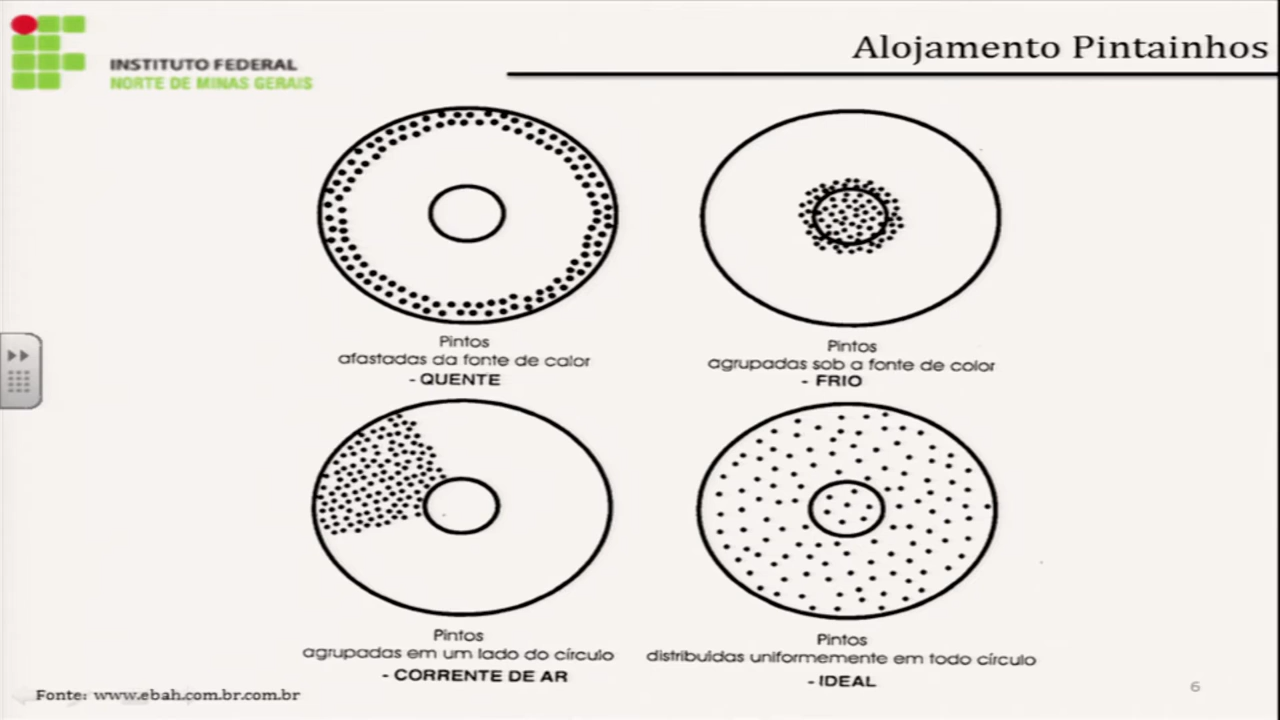 Alojamento Pintainhos
INSTITUTO FEDERAL
NORTE DE MINAS GERAIS
Pintos
afastadas da fonte de calor
- QUENTE
Pintos
agrupadas sob a fonte de color
- FRIO
Pintos
agrupadas em um lado do círculo
- CORRENTE DE AR
Pintos
distribuídas uniformemente em todo círculo
- IDEAL
Fonte: www.ebah.com.br.com.br
6